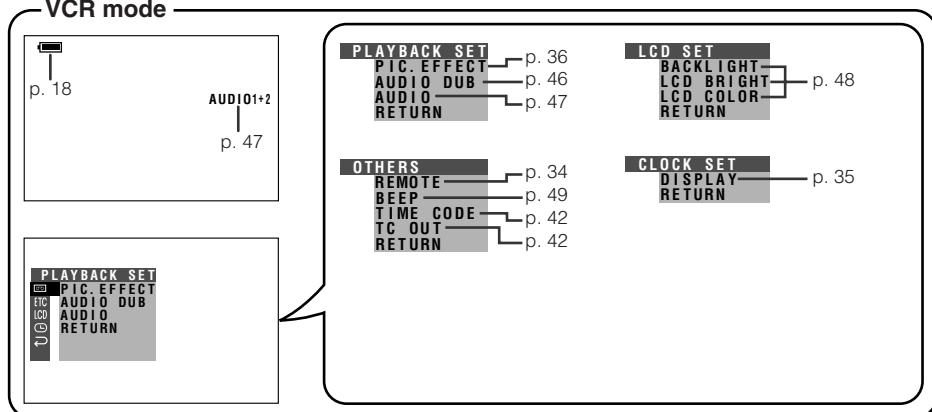 VCR mode
p. 18
AUDIO1+2
p. 47
PLAYBACK SET
PIC.EFFECT
AUDIO DUB
AUDIO
RETURN
p. 36
p. 46
p. 47
LCD SET
BACKLIGHT
LCD BRIGHT
LCD COLOR
RETURN
p. 48
OTHERS
REMOTE
BEEP
TIME CODE
TC OUT
RETURN
p. 34
p. 49
p. 42
p. 42
CLOCK SET
DISPLAY
RETURN
p. 35
PLAYBACK SET
PIC.EFFECT
ETC AUDIO DUB
LCD AUDIO
RETURN